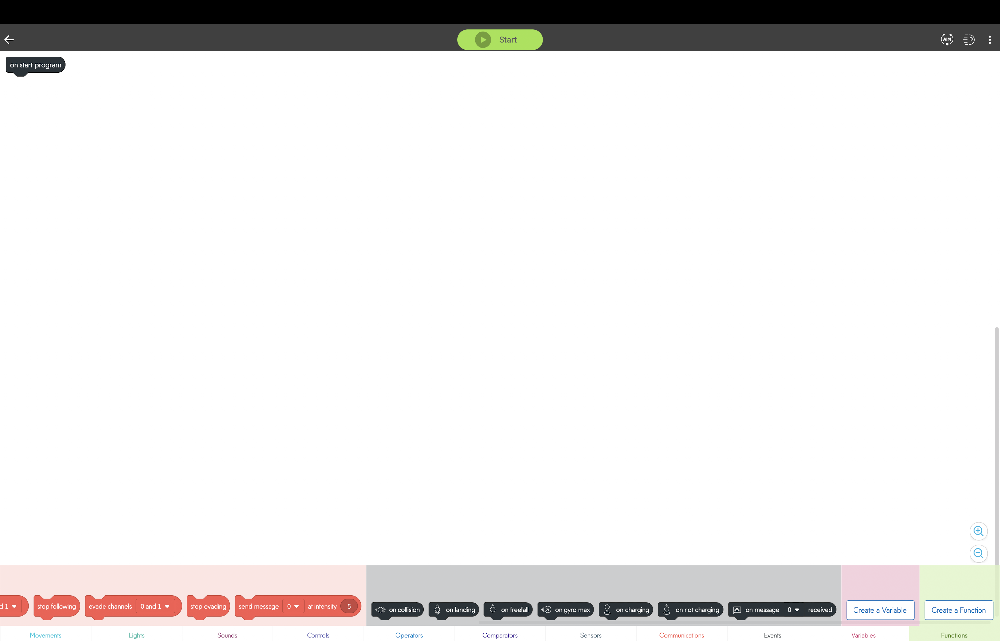 Start
AIM
on start program
d 1
stop following
evade channels 0 and 1
stop evading
send message 0 at intensity 5
on collision
on landing
on freefall
on gyro max
on charging
on not charging
on message 0 received
Create a Variable
Create a Function
Movements
Lights
Sounds
Controls
Operators
Comparators
Sensors
Communications
Events
Variables
Functions